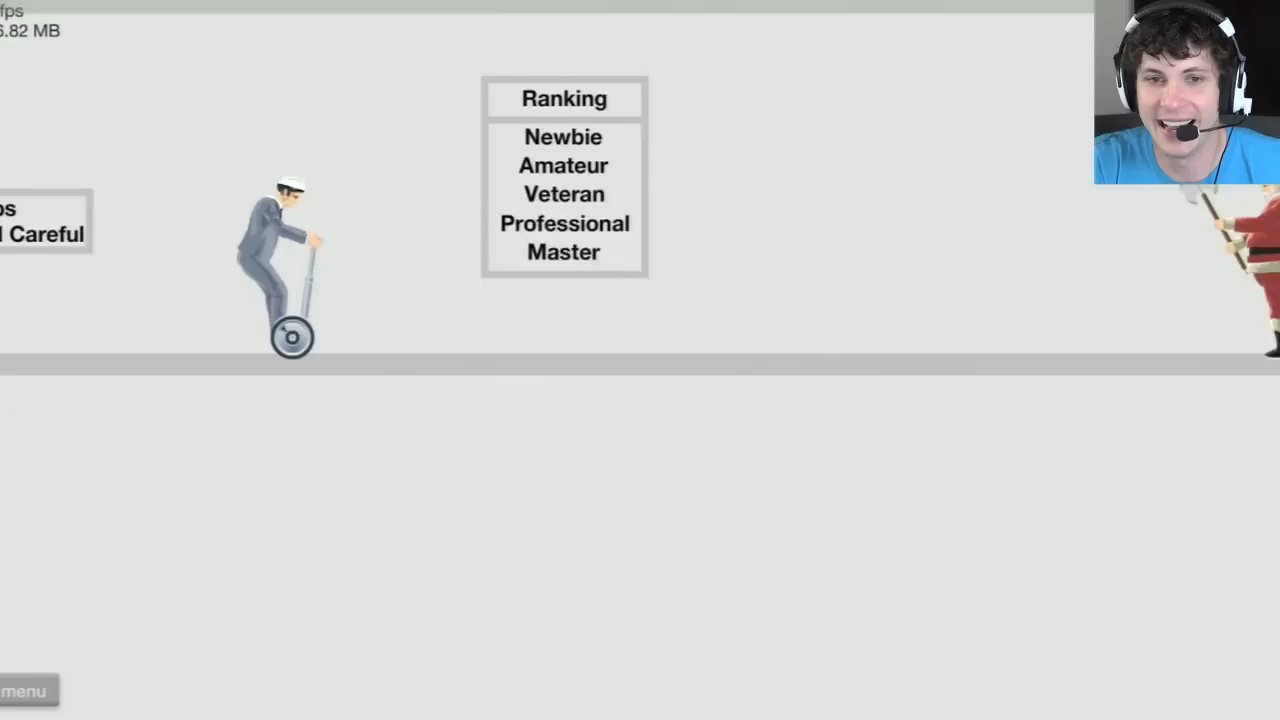 fps
6.82 MB
Ranking
Newbie
Amateur
Veteran
Professional
Master
Careful
menu